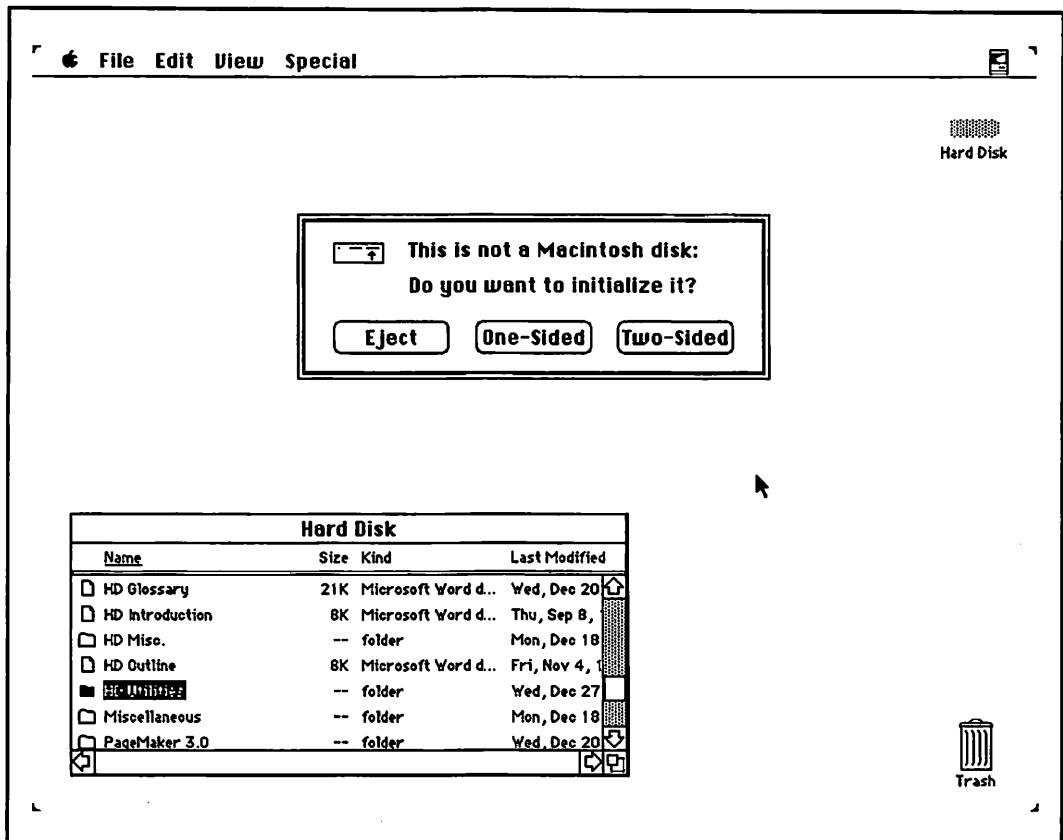 File Edit View Special
Hard Disk
This is not a Macintosh disk:
Do you want to initialize it?
Eject One-Sided Two-Sided
Hard Disk
Name Size Kind Last Modified
HD Glossary 21K Microsoft Word d... Wed, Dec 20
HD Introduction 8K Microsoft Word d... Thu, Sep 8,
HD Misc. -- folder Mon, Dec 18
HD Outline 8K Microsoft Word d... Fri, Nov 4, 1
HD Utilities -- folder Wed, Dec 27
Miscellaneous -- folder Mon, Dec 18
PageMaker 3.0 -- folder Wed, Dec 20
Trash